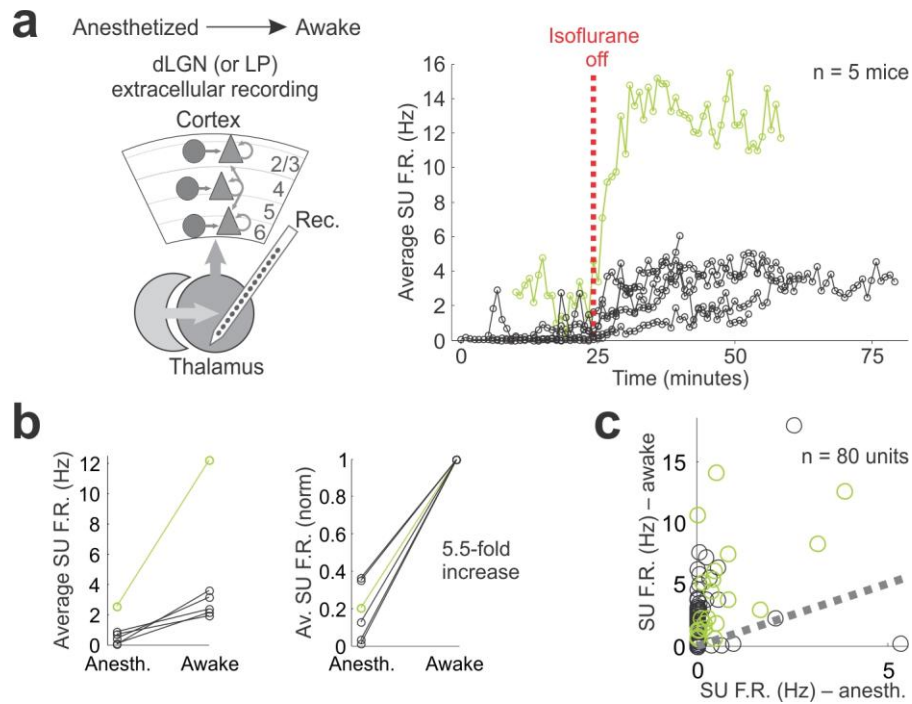 a
Anesthetized Awake
dLGN (or LP)
extracellular recording
Cortex
2/3
4
5
6
Rec.
Thalamus
Isoflurane
off
n = 5 mice
Average SU F.R. (Hz)
16
14
12
10
8
6
4
2
0
0 25 50 75
Time (minutes)
b
Average SU F.R. (Hz)
12
10
8
6
4
2
0
Anesth. Awake
Av. SU F.R. (norm)
1
0.8
0.6
0.4
0.2
0
Anesth. Awake
5.5-fold
increase
c
n = 80 units
SU F.R. (Hz) – awake
15
10
5
0
0 5
SU F.R. (Hz) – anesth.